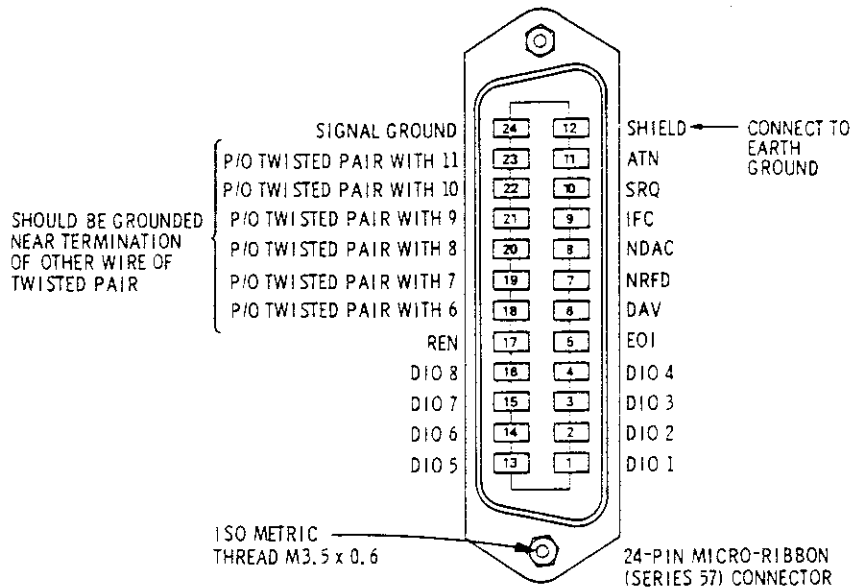 SIGNAL GROUND 24 12 SHIELD CONNECT TO
EARTH
GROUND
P/O TWISTED PAIR WITH 11 23 11 ATN
P/O TWISTED PAIR WITH 10 22 10 SRQ
P/O TWISTED PAIR WITH 9 21 9 IFC
P/O TWISTED PAIR WITH 8 20 8 NDAC
P/O TWISTED PAIR WITH 7 19 7 NRFD
P/O TWISTED PAIR WITH 6 18 6 DAV
SHOULD BE GROUNDED
NEAR TERMINATION
OF OTHER WIRE OF
TWISTED PAIR
REN 17 5 EOI
DIO 8 16 4 DIO 4
DIO 7 15 3 DIO 3
DIO 6 14 2 DIO 2
DIO 5 13 1 DIO 1
ISO METRIC
THREAD M3.5 x 0.6
24-PIN MICRO-RIBBON
(SERIES 57) CONNECTOR